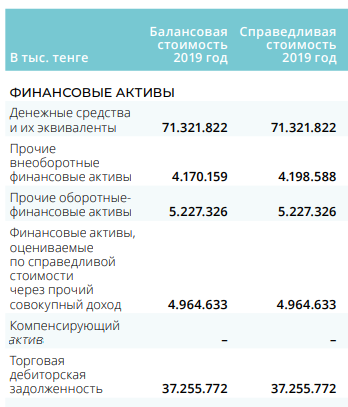 В тыс. тенге Балансовая стоимость 2019 год Справедливая стоимость 2019 год
ФИНАНСОВЫЕ АКТИВЫ
Денежные средства
и их эквиваленты 71.321.822 71.321.822
Прочие
внеоборотные
финансовые активы 4.170.159 4.198.588
Прочие оборотные-
финансовые активы 5.227.326 5.227.326
Финансовые активы,
оцениваемые
по справедливой
стоимости
через прочий
совокупный доход 4.964.633 4.964.633
Компенсирующий
актив – –
Торговая
дебиторская
задолженность 37.255.772 37.255.772